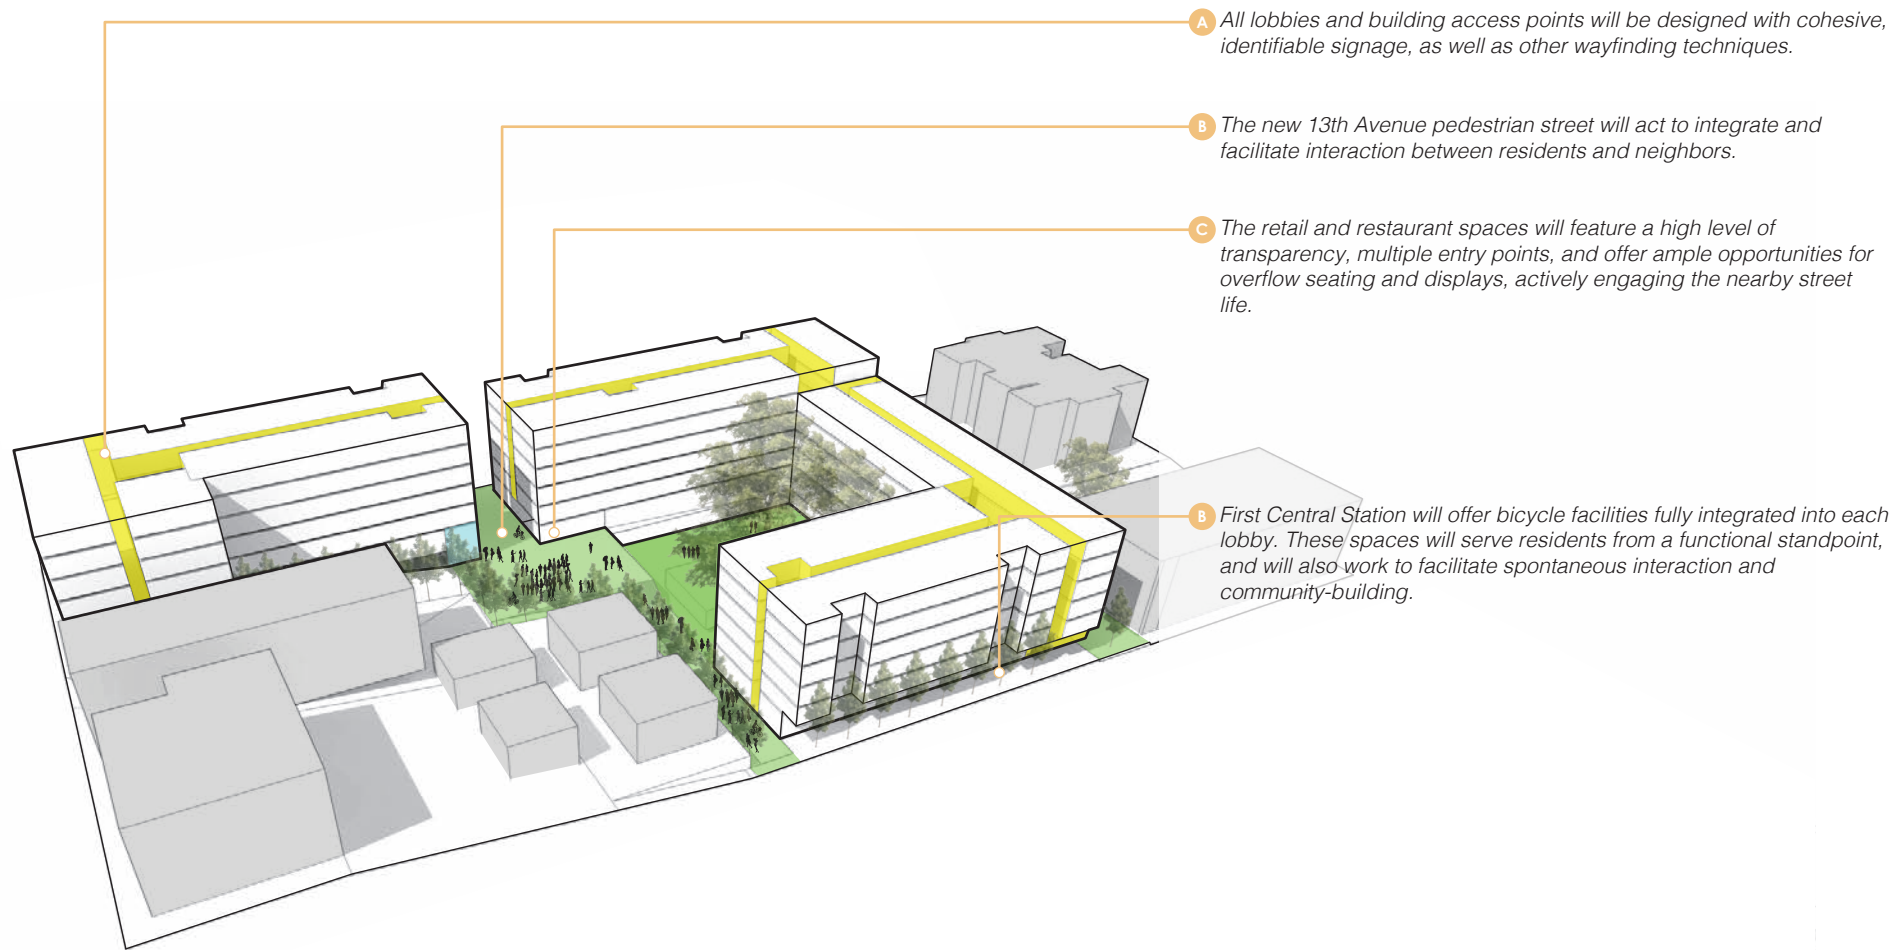 A All lobbies and building access points will be designed with cohesive,
identifiable signage, as well as other wayfinding techniques.
B The new 13th Avenue pedestrian street will act to integrate and
facilitate interaction between residents and neighbors.
C The retail and restaurant spaces will feature a high level of
transparency, multiple entry points, and offer ample opportunities for
overflow seating and displays, actively engaging the nearby street
life.
B First Central Station will offer bicycle facilities fully integrated into each
lobby. These spaces will serve residents from a functional standpoint,
and will also work to facilitate spontaneous interaction and
community-building.